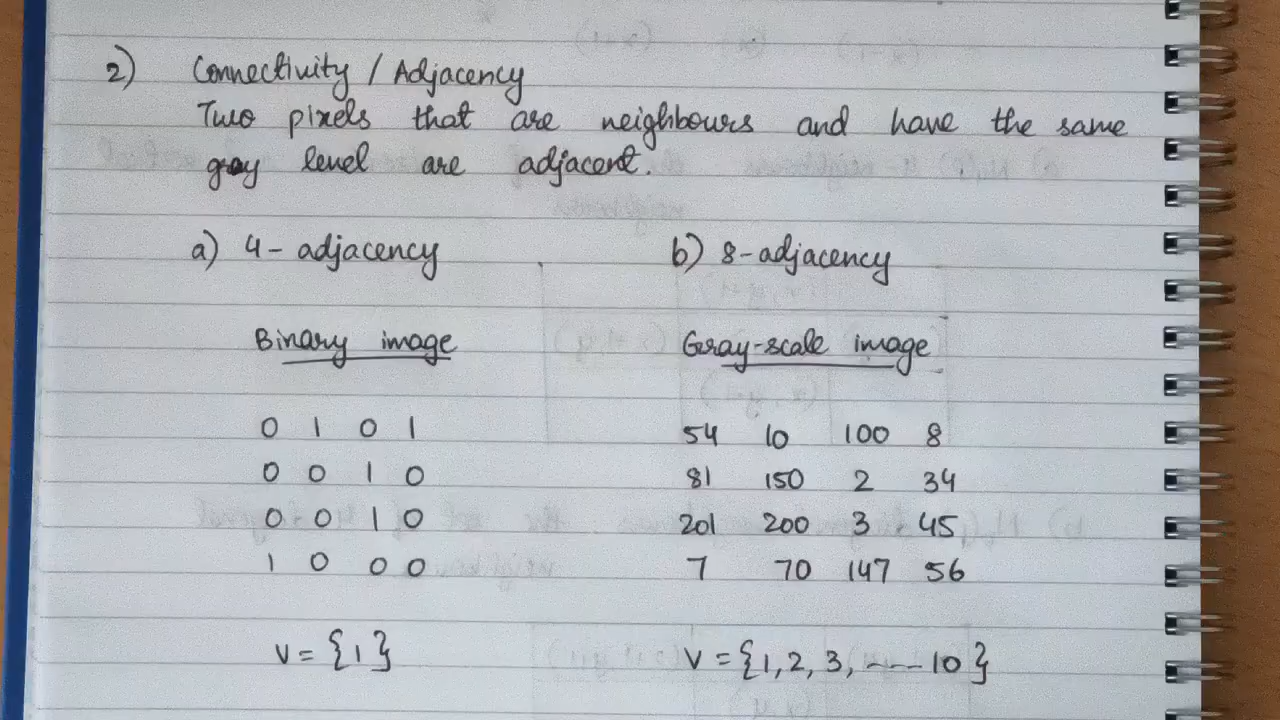 2) Connectivity / Adjacency
Two pixels that are neighbours and have the same
gray level are adjacent.
a) 4- adjacency b) 8-adjacency
Binary image Gray-scale image
0 1 0 1 54 10 100 8
0 0 1 0 81 150 2 34
0 0 1 0 201 200 3 45
1 0 0 0 7 70 147 56
V = {1} V = {1, 2, 3, ---- 10}